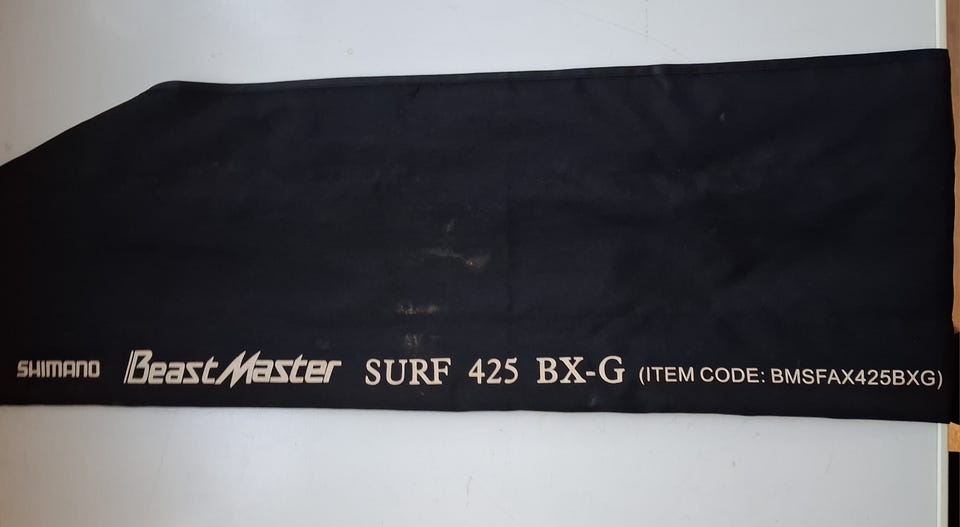 SHIMANO BeastMaster SURF 425 BX-G (ITEM CODE: BMSFAX425BXG)